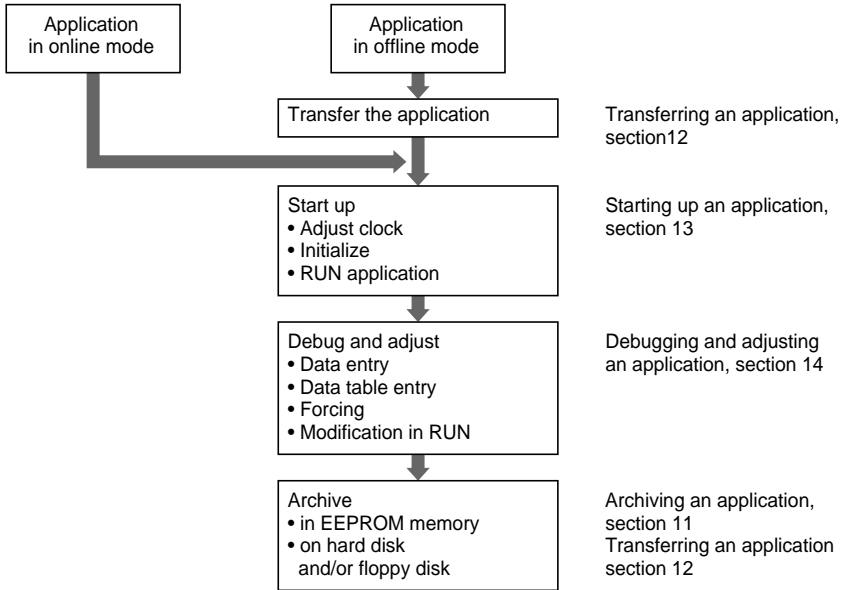 Application
in online mode
Application
in offline mode
Transfer the application
Transferring an application,
section12
Start up
• Adjust clock
• Initialize
• RUN application
Starting up an application,
section 13
Debug and adjust
• Data entry
• Data table entry
• Forcing
• Modification in RUN
Debugging and adjusting
an application, section 14
Archive
• in EEPROM memory
• on hard disk
and/or floppy disk
Archiving an application,
section 11
Transferring an application
section 12